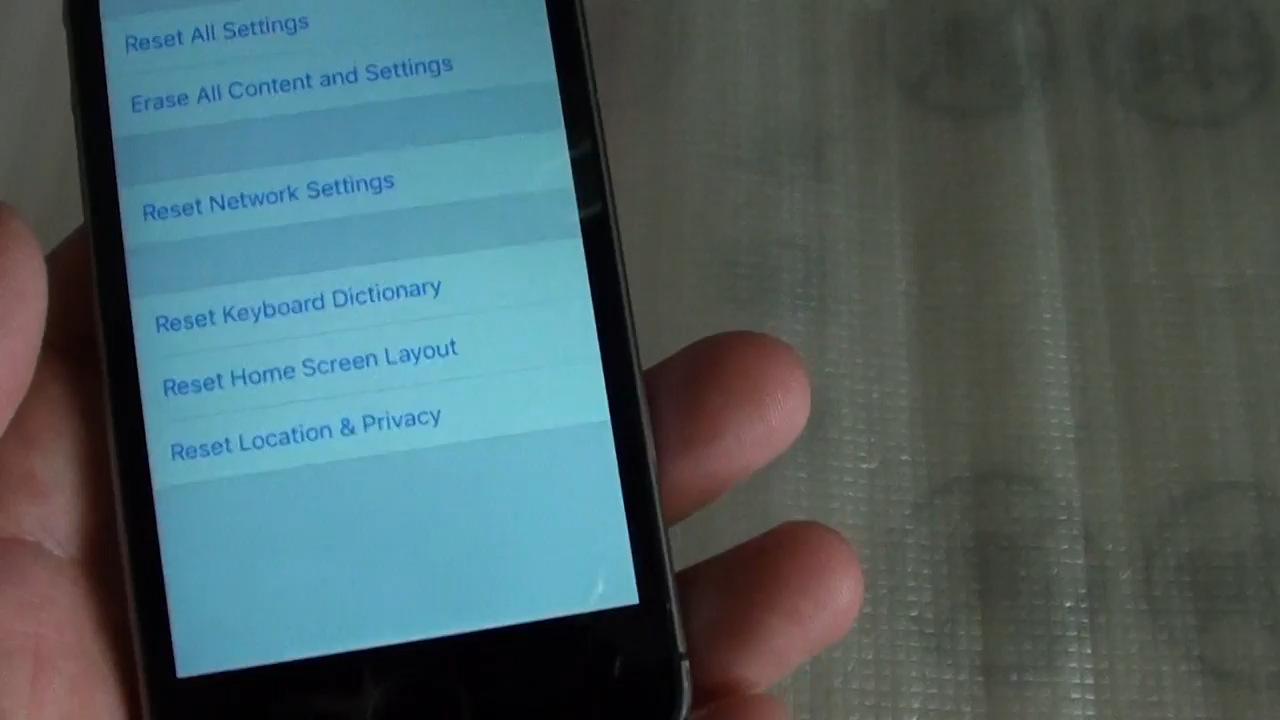 Reset All Settings
Erase All Content and Settings
Reset Network Settings
Reset Keyboard Dictionary
Reset Home Screen Layout
Reset Location & Privacy